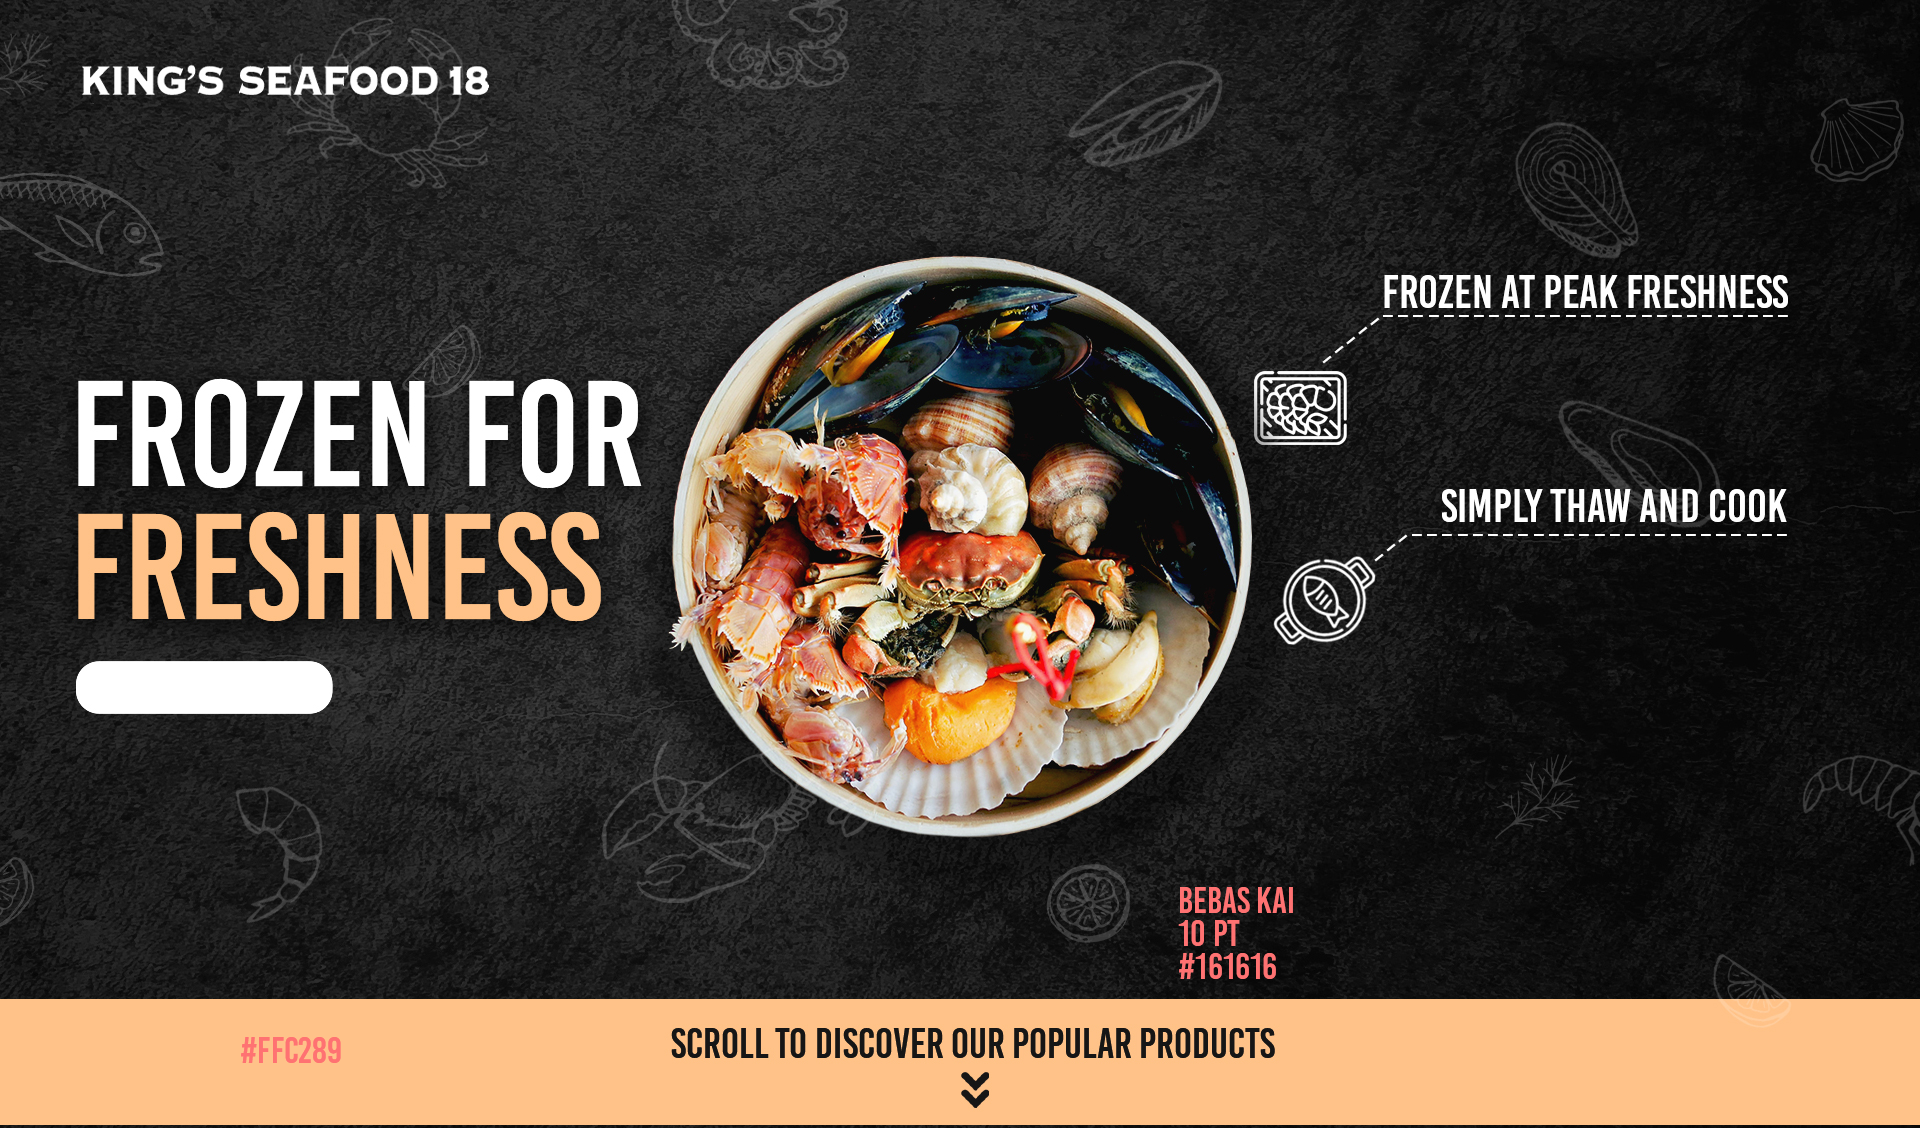 KING'S SEAFOOD 18
FROZEN AT PEAK FRESHNESS
FROZEN FOR
FRESHNESS
SIMPLY THAW AND COOK
BEBAS KAI
10 PT
#161616
#FFC289
SCROLL TO DISCOVER OUR POPULAR PRODUCTS